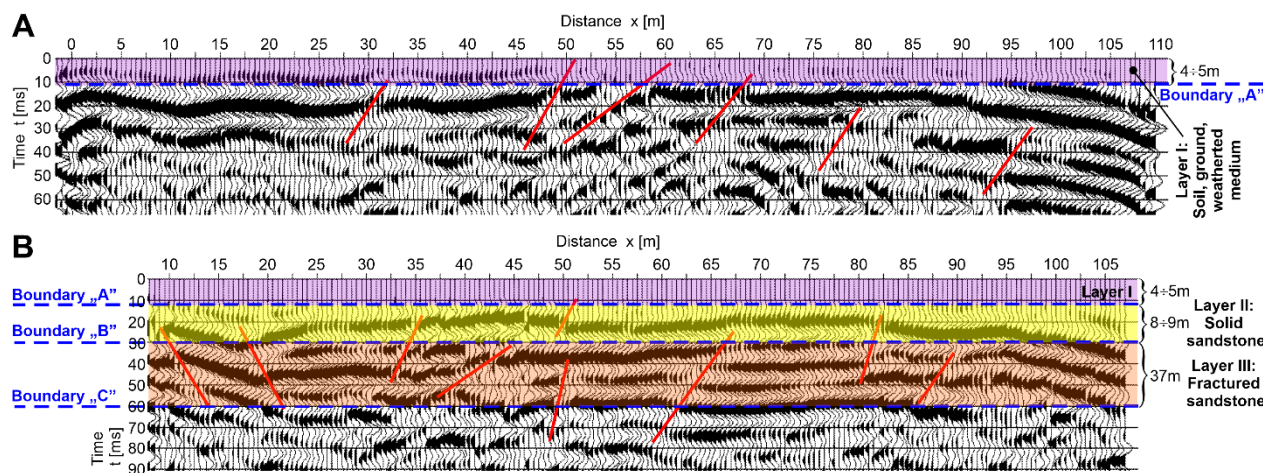 A
Distance x [m]
0 5 10 15 20 25 30 35 40 45 50 55 60 65 70 75 80 85 90 95 100 105 110
Time t [ms]
0
10
20
30
40
50
60
4÷5m
Boundary „A”
Layer I:
Soil, ground,
weatherted
medium
B
Distance x [m]
10 15 20 25 30 35 40 45 50 55 60 65 70 75 80 85 90 95 100 105
Time
t [ms]
0
10
20
30
40
50
60
70
80
90
Boundary „A”
Boundary „B”
Boundary „C”
Layer I
4÷5m
8÷9m
Layer II:
Solid
sandstone
37m
Layer III:
Fractured
sandstone